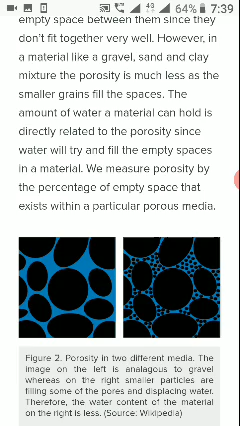 64% 7:39
empty space between them since they
don't fit together very well. However, in
a material like a gravel, sand and clay
mixture the porosity is much less as the
smaller grains fill the spaces. The
amount of water a material can hold is
directly related to the porosity since
water will try and fill the empty spaces
in a material. We measure porosity by
the percentage of empty space that
exists within a particular porous media.
Figure 2. Porosity in two different media. The
image on the left is analagous to gravel
whereas on the right smaller particles are
filling some of the pores and displacing water.
Therefore, the water content of the material
on the right is less. (Source: Wikipedia)